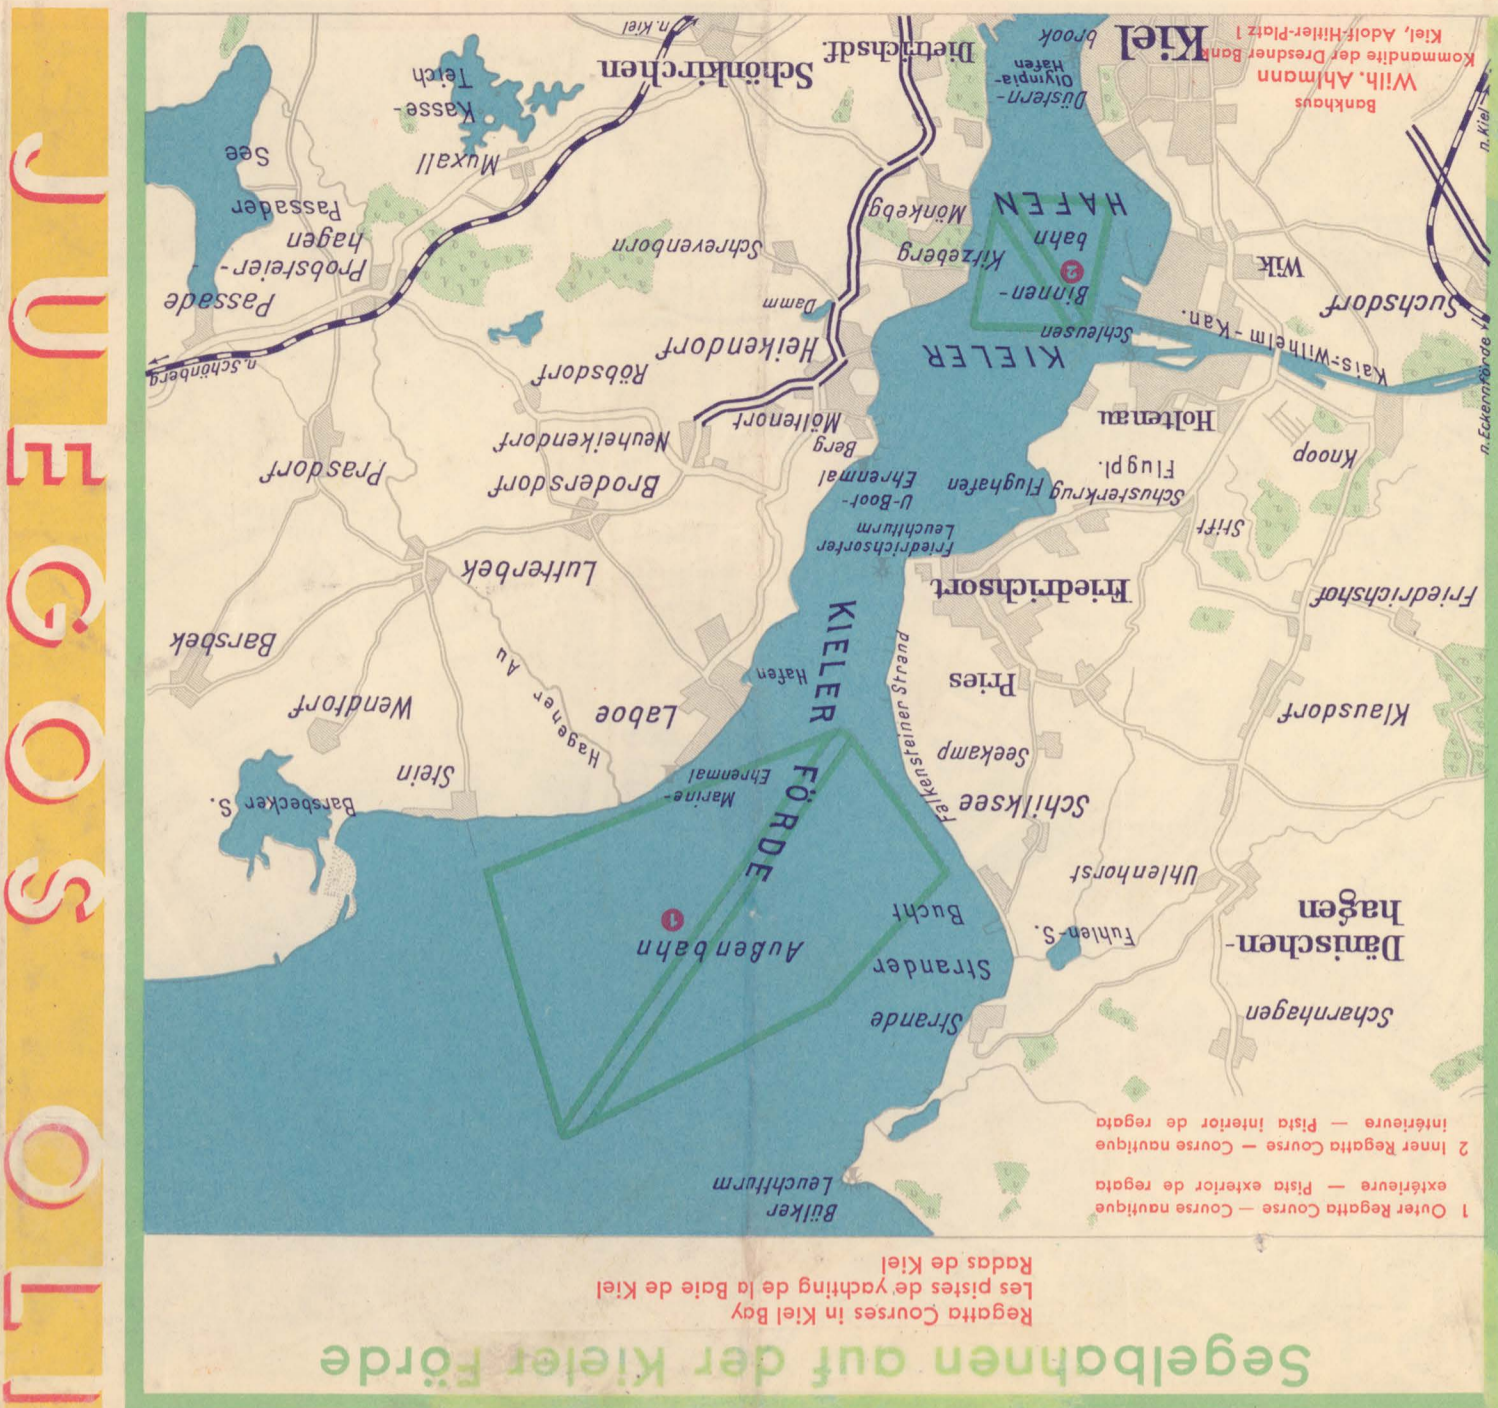 Segelbahnen auf der Kieler Förde
Regatta Courses in Kiel Bay
Les pistes de yachting de la Baie de Kiel
Radas de Kiel
1 Outer Regatta Course — Course nautique
extérieure — Pista exterior de regata
2 Inner Regatta Course — Course nautique
intérieure — Pista interior de regata
Bülker
Leuchtturm
Scharnhagen
Strande
Dänischen-
hagen
Strander
Bucht
Fuhlen-S.
Außenbahn
1
Uhlenhorst
Schilksee
Seekamp
Falkensteiner Strand
KIELER FÖRDE
Marine-
Ehrenmal
Barsbecker S.
Stein
Klausdorf
Pries
Hafen
Laboe
Hagener Au
Wendtorf
Barsbek
Friedrichshof
Friedrichsort
Friedrichsorter
Leuchtturm
Lutterbek
Stift
Schusterkrug
Flugpl.
Flughafen
U-Boot-
Ehrenmal
Brodersdorf
Knoop
Holtenau
Berg
Möltenort
Neuheikendorf
Prasdorf
n. Eckernförde
Kais.-Wilhelm-Kan.
Schleusen
KIELER
HAFEN
Heikendorf
Röbsdorf
n. Schönberg
Suchsdorf
Wik
Binnen-
bahn
2
Kitzeberg
Damm
Schrevenborn
Passade
Probsteier-
hagen
Mönkebg
Passader
See
Muxall
n. Kiel
Bankhaus
Wilh. Ahlmann
Kommandite der Dresdner Bank
Kiel, Adolf-Hitler-Platz 1
Kiel
Düstern-
brook
Olympia-
Hafen
Dietrichsdf.
Schönkirchen
Kasse-
Teich
n. Kiel
JUEGOS OLI